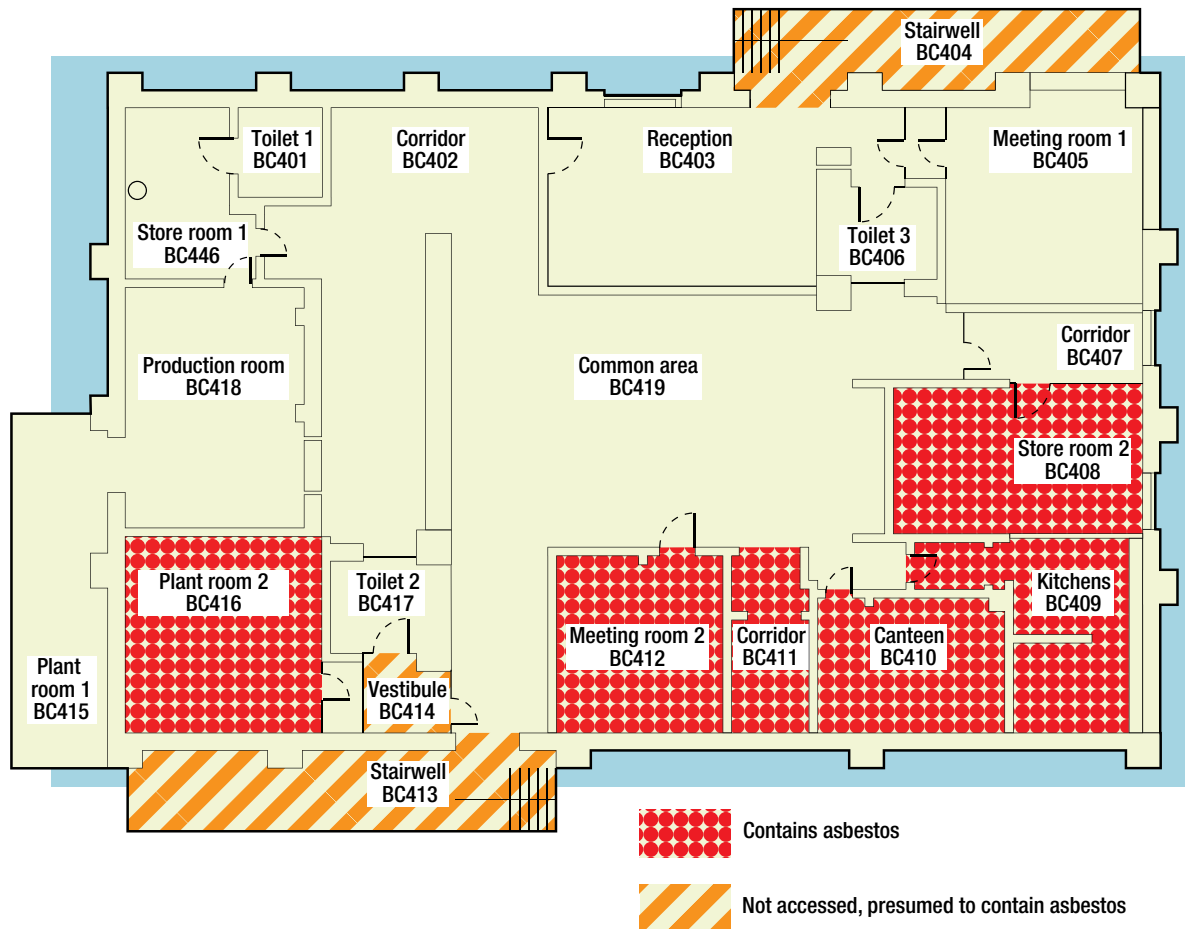 Stairwell
BC404
Toilet 1
BC401
Corridor
BC402
Reception
BC403
Meeting room 1
BC405
Store room 1
BC446
Toilet 3
BC406
Corridor
BC407
Production room
BC418
Common area
BC419
Store room 2
BC408
Plant room 2
BC416
Toilet 2
BC417
Kitchens
BC409
Meeting room 2
BC412
Corridor
BC411
Canteen
BC410
Plant
room 1
BC415
Vestibule
BC414
Stairwell
BC413
Contains asbestos
Not accessed, presumed to contain asbestos